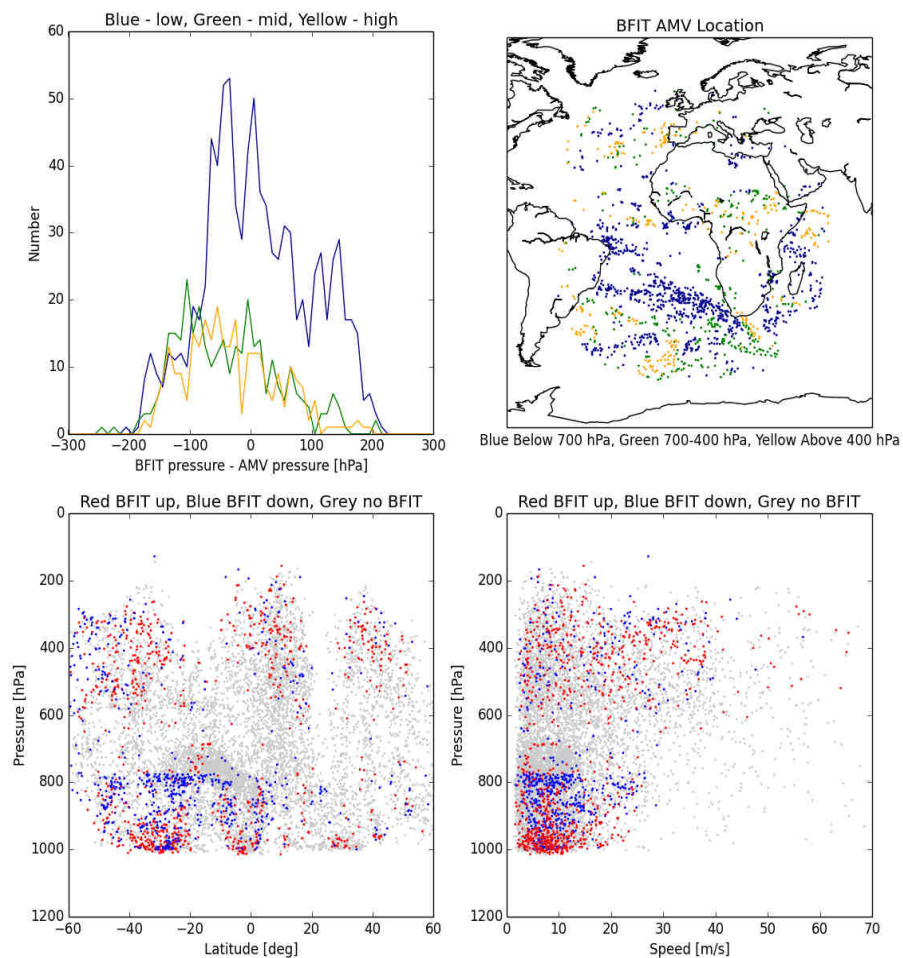 Blue - low, Green - mid, Yellow - high
60
50
40
30
20
10
0
Number
−300 −200 −100 0 100 200 300
BFIT pressure - AMV pressure [hPa]
BFIT AMV Location
Blue Below 700 hPa, Green 700-400 hPa, Yellow Above 400 hPa
Red BFIT up, Blue BFIT down, Grey no BFIT
0
200
400
600
800
1000
1200
Pressure [hPa]
−60 −40 −20 0 20 40 60
Latitude [deg]
Red BFIT up, Blue BFIT down, Grey no BFIT
0
200
400
600
800
1000
1200
Pressure [hPa]
0 10 20 30 40 50 60 70
Speed [m/s]